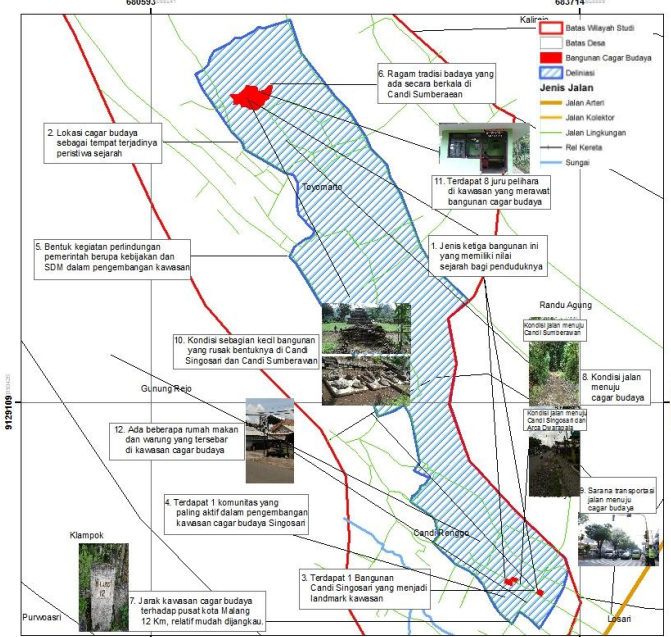 680593
683714
Kalirejo
Batas Wilayah Studi
Batas Desa
Bangunan Cagar Budaya
Deliniasi
Jenis Jalan
Jalan Arteri
Jalan Kolektor
Jalan Lingkungan
Rel Kereta
Sungai
6. Ragam tradisi badaya yang
ada secara berkala di
Candi Sumberaean
2. Lokasi cagar budaya
sebagai tempat terjadinya
peristiwa sejarah
Toyomarto
11. Terdapat 8 juru pelihara
di kawasan yang merawat
bangunan cagar budaya
5. Bentuk kegiatan perlindungan
pemerintah berupa kebijakan dan
SDM dalam pengembangan kawasan
1. Jenis ketiga bangunan ini
yang memiliki nilai
sejarah bagi penduduknya
Randu Agung
Kondisi jalan menuju
Candi Sumberawan
10. Kondisi sebagian kecil bangunan
yang rusak bentuknya di Candi
Singosari dan Candi Sumberawan
8. Kondisi jalan
menuju
cagar budaya
Gunung Rejo
9129109
Kondisi jalan menuju
Candi Singosari dan
Arca Dwarapala
12. Ada beberapa rumah makan
dan warung yang tersebar
di kawasan cagar budaya
9. Sarana transportasi
jalan menuju
cagar budaya
4. Terdapat 1 komunitas yang
paling aktif dalam pengembangan
kawasan cagar budaya Singosari
Candi Renggo
Klampok
3. Terdapat 1 Bangunan
Candi Singosari yang menjadi
landmark kawasan
7. Jarak kawasan cagar budaya
terhadap pusat kota Malang
12 Km, relatif mudah dijangkau.
Purwoasri
Losari